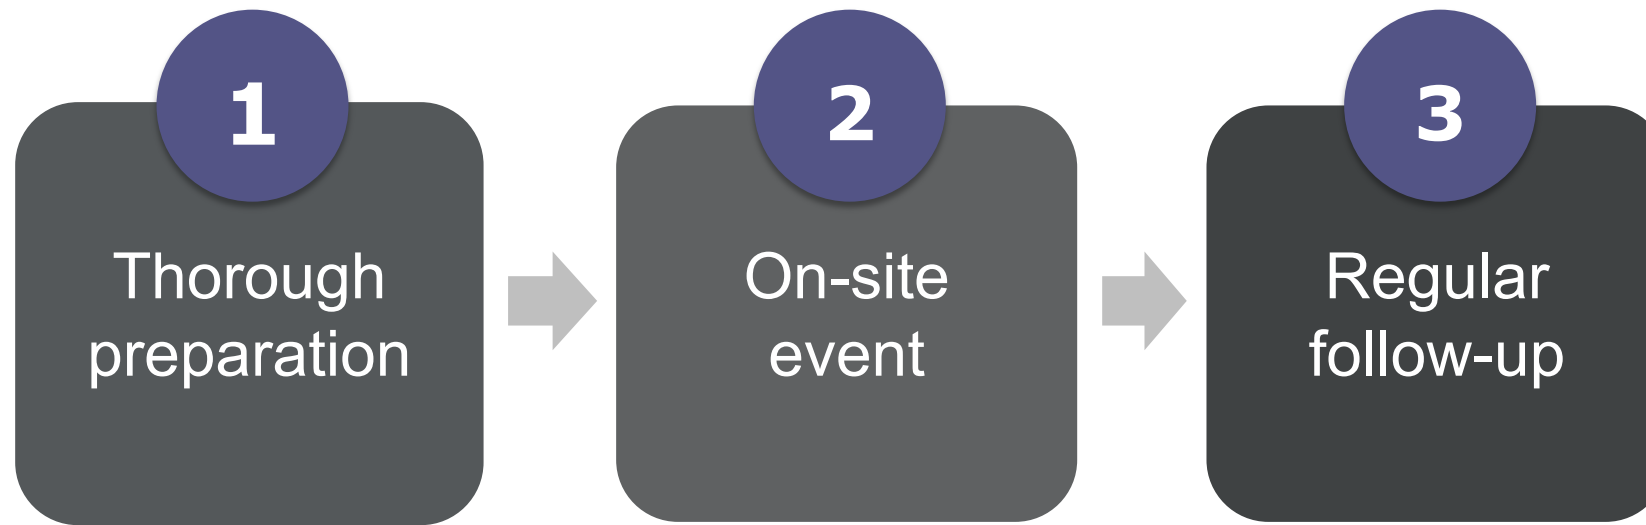 1
Thorough
preparation
2
On-site
event
3
Regular
follow-up